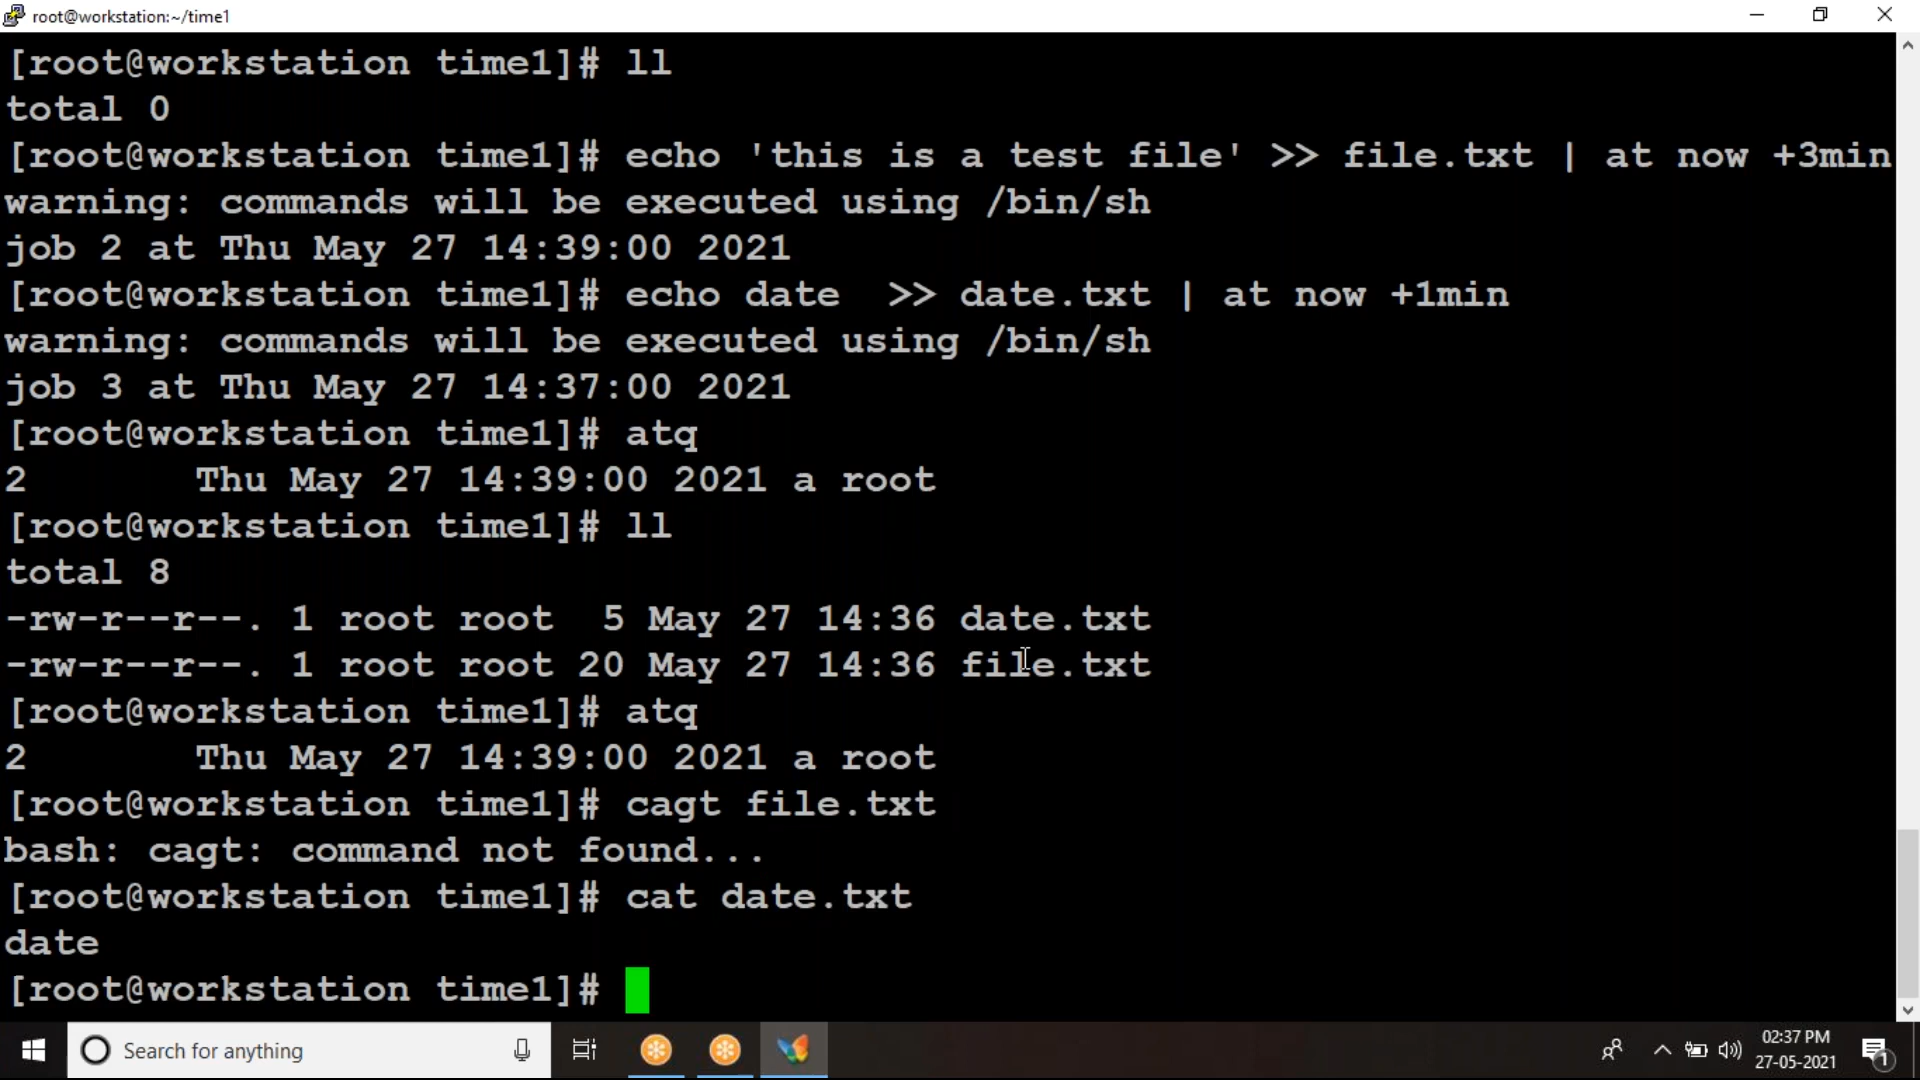 root@workstation:~/time1
[root@workstation time1]# ll
total 0
[root@workstation time1]# echo 'this is a test file' >> file.txt | at now +3min
warning: commands will be executed using /bin/sh
job 2 at Thu May 27 14:39:00 2021
[root@workstation time1]# echo date  >> date.txt | at now +1min
warning: commands will be executed using /bin/sh
job 3 at Thu May 27 14:37:00 2021
[root@workstation time1]# atq
2       Thu May 27 14:39:00 2021 a root
[root@workstation time1]# ll
total 8
-rw-r--r--. 1 root root  5 May 27 14:36 date.txt
-rw-r--r--. 1 root root 20 May 27 14:36 file.txt
[root@workstation time1]# atq
2       Thu May 27 14:39:00 2021 a root
[root@workstation time1]# cagt file.txt
bash: cagt: command not found...
[root@workstation time1]# cat date.txt
date
[root@workstation time1]#
Search for anything
02:37 PM
27-05-2021
1